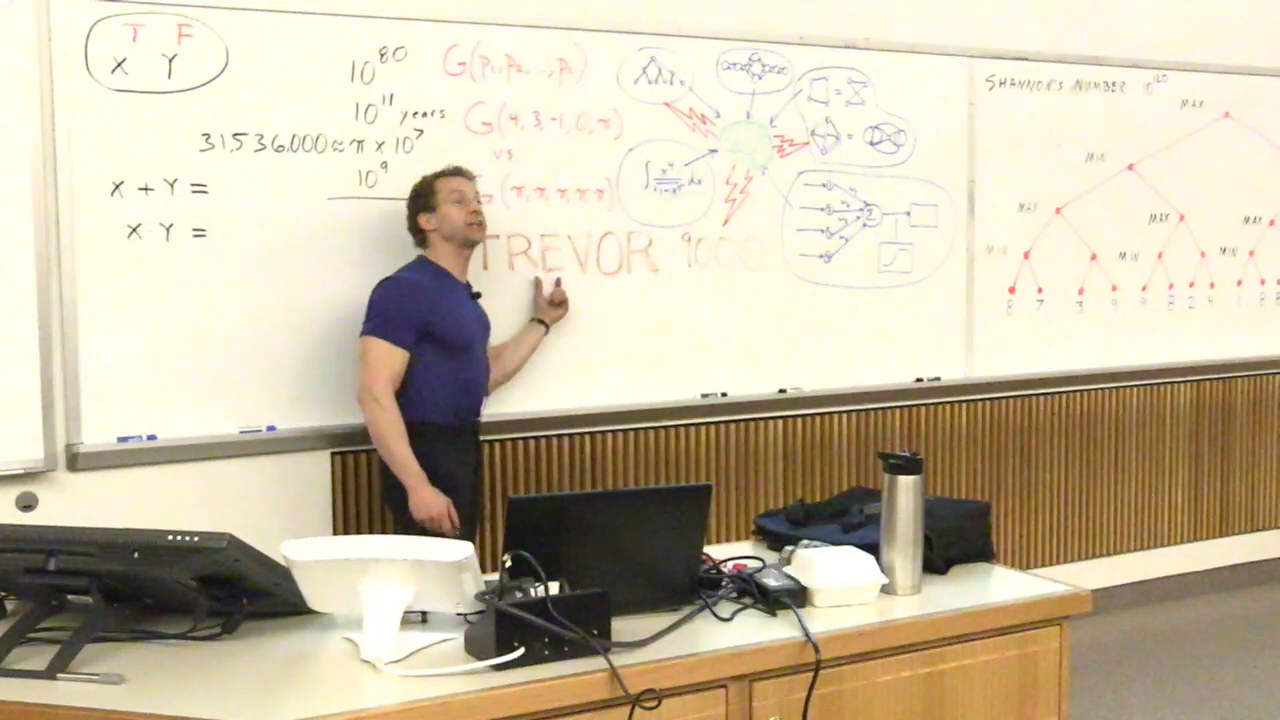 T F
X Y
10^80
10^11 years
31,536,000 ≈ π × 10^7
10^9
X + Y =
X · Y =
G(P₁, P₂, ..., P₅)
G(4, 3, -1, 0, π)
vs.
(π, π, π, π, π)
TREVOR 9000
Σ
SHANNON'S NUMBER 10^120
MAX
MIN
MAX MAX MAX
MIN MIN MIN
8 7 3 9 9 8 2 4 1 8